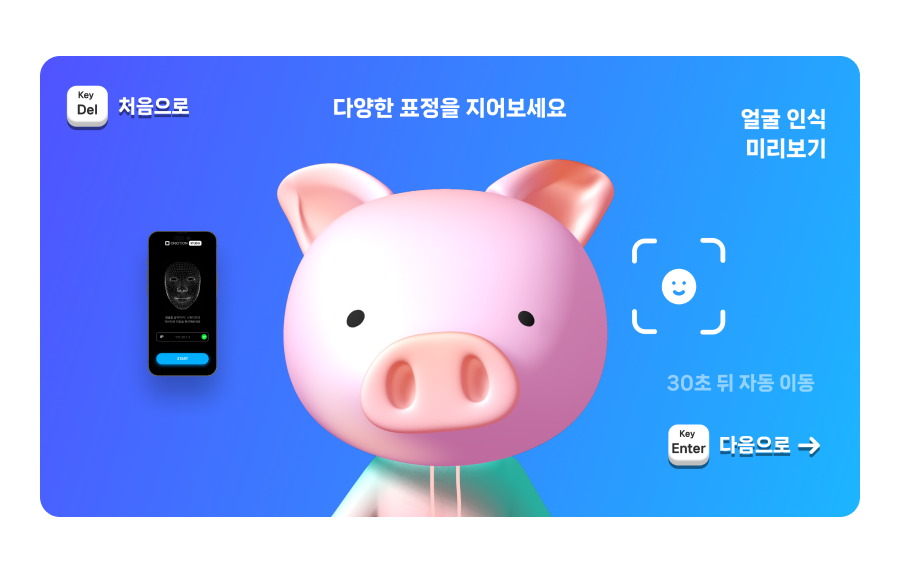 Key
Del
처음으로
다양한 표정을 지어보세요
얼굴 인식
미리보기
START
30초 뒤 자동 이동
Key
Enter
다음으로